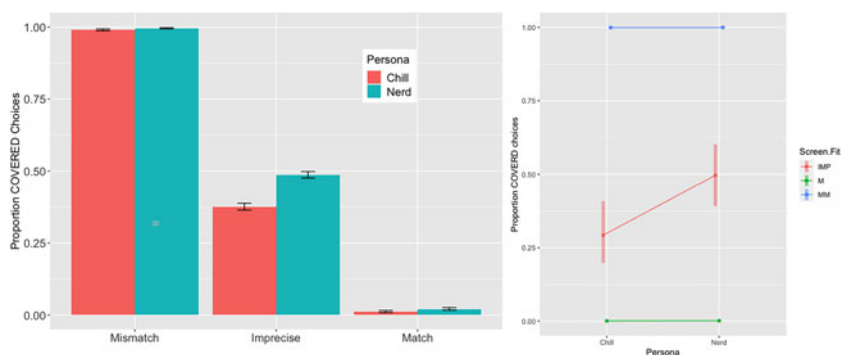 Proportion COVERED Choices
1.00
0.75
0.50
0.25
0.00
Mismatch
Imprecise
Match
Persona
Chill
Nerd
Proportion COVERD choices
1.00
0.75
0.50
0.25
0.00
Chill
Nerd
Persona
Screen.Fit
IMP
M
MM